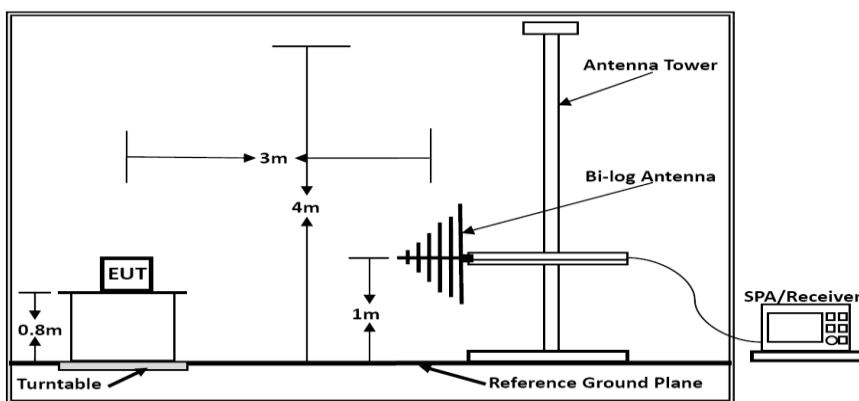 Antenna Tower
3m
Bi-log Antenna
4m
EUT
SPA/Receiver
0.8m
1m
Turntable
Reference Ground Plane